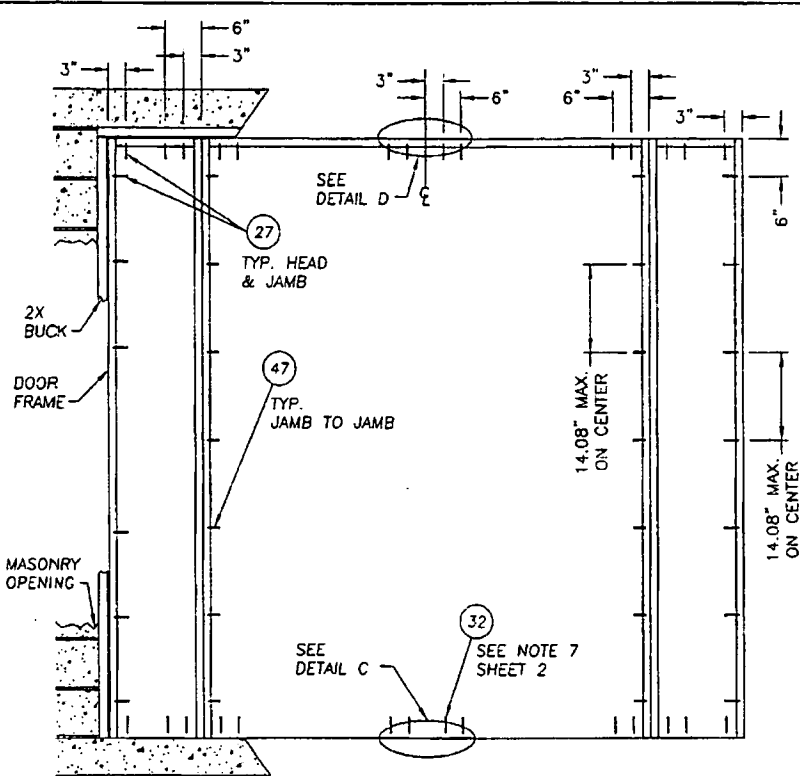 6"
3"
3"
3"
6"
3"
6"
3"
6"
SEE
DETAIL D
℄
27
TYP. HEAD
& JAMB
2X
BUCK
DOOR
FRAME
47
TYP.
JAMB TO JAMB
14.08" MAX.
ON CENTER
14.08" MAX.
ON CENTER
MASONRY
OPENING
32
SEE NOTE 7
SHEET 2
SEE
DETAIL C